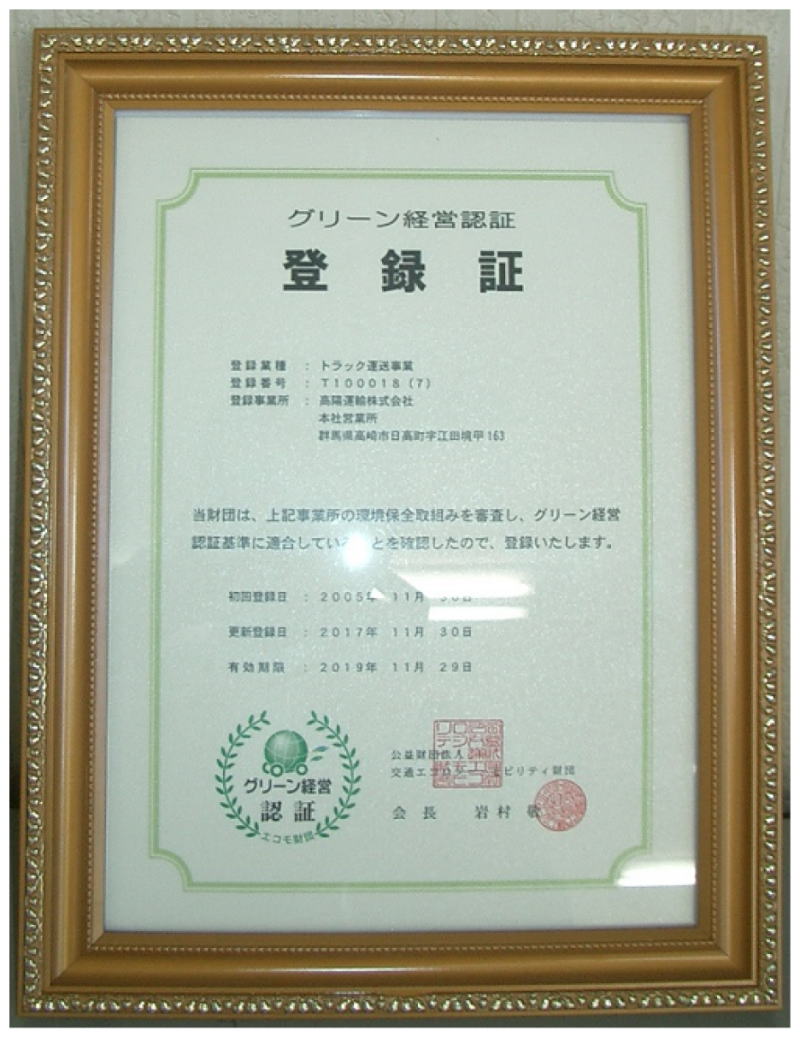 グリーン経営認証
登録証
登録業種 : トラック運送事業
登録番号 : T100018(7)
登録事業所 : 高陽運輸株式会社
本社営業所
群馬県高崎市日高町字江田境甲163
当財団は、上記事業所の環境保全取組みを審査し、グリーン経営
認証基準に適合していることを確認したので、登録いたします。
初回登録日 : 2005年 11月 30日
更新登録日 : 2017年 11月 30日
有効期限 : 2019年 11月 29日
グリーン経営
認証
エコモ財団
公益財団法人
交通エコロジー・モビリティ財団
会長 岩村 敬